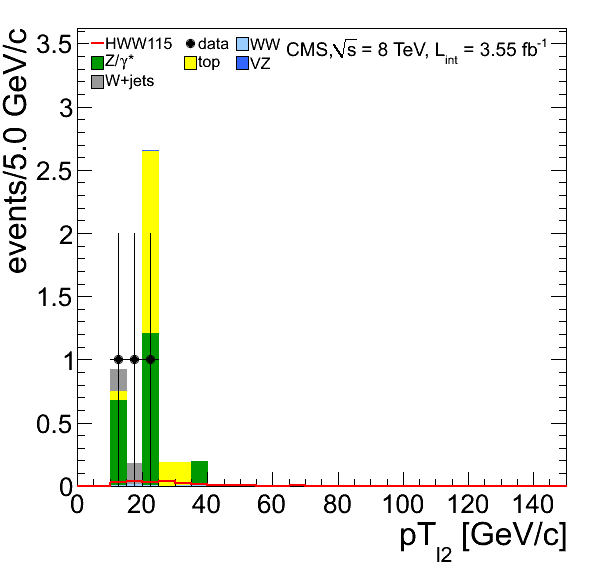 HWW115 data WW CMS,√s = 8 TeV, L_int = 3.55 fb^-1
Z/γ* top VZ
W+jets
events/5.0 GeV/c
3.5
3
2.5
2
1.5
1
0.5
0
0 20 40 60 80 100 120 140
pT_l2 [GeV/c]